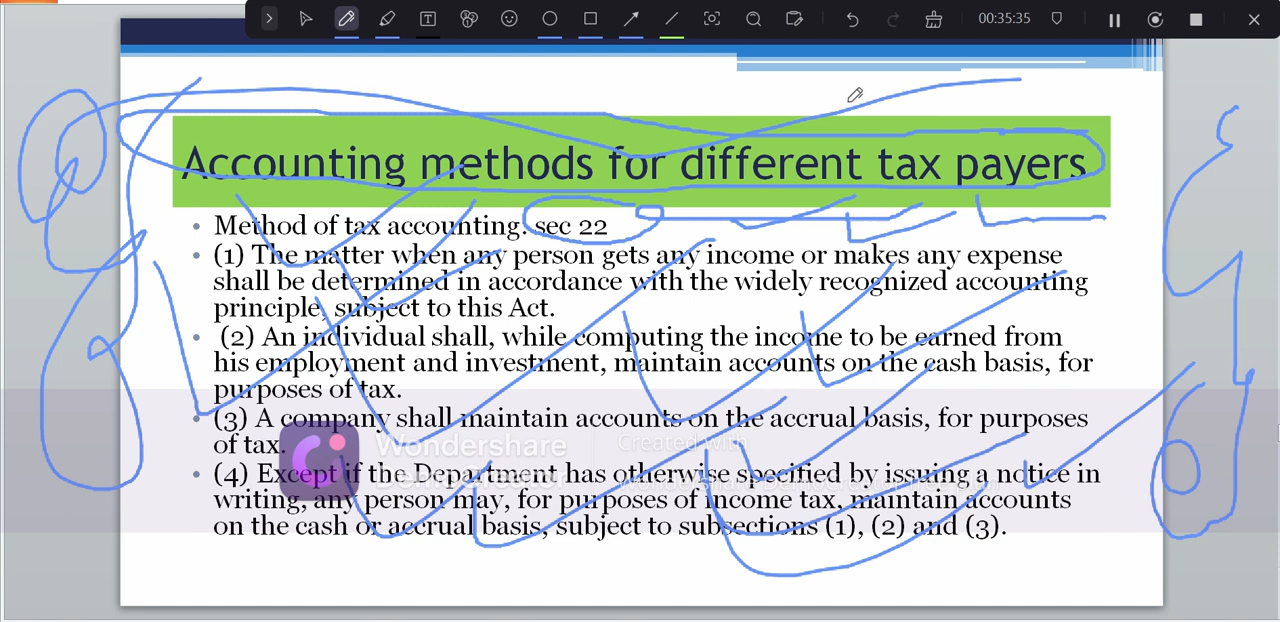 00:35:35
Accounting methods for different tax payers
• Method of tax accounting: sec 22
• (1) The matter when any person gets any income or makes any expense
shall be determined in accordance with the widely recognized accounting
principle, subject to this Act.
• (2) An individual shall, while computing the income to be earned from
his employment and investment, maintain accounts on the cash basis, for
purposes of tax.
• (3) A company shall maintain accounts on the accrual basis, for purposes
of tax.
Wondershare
Created with
• (4) Except if the Department has otherwise specified by issuing a notice in
writing, any person may, for purposes of income tax, maintain accounts
on the cash or accrual basis, subject to subsections (1), (2) and (3).